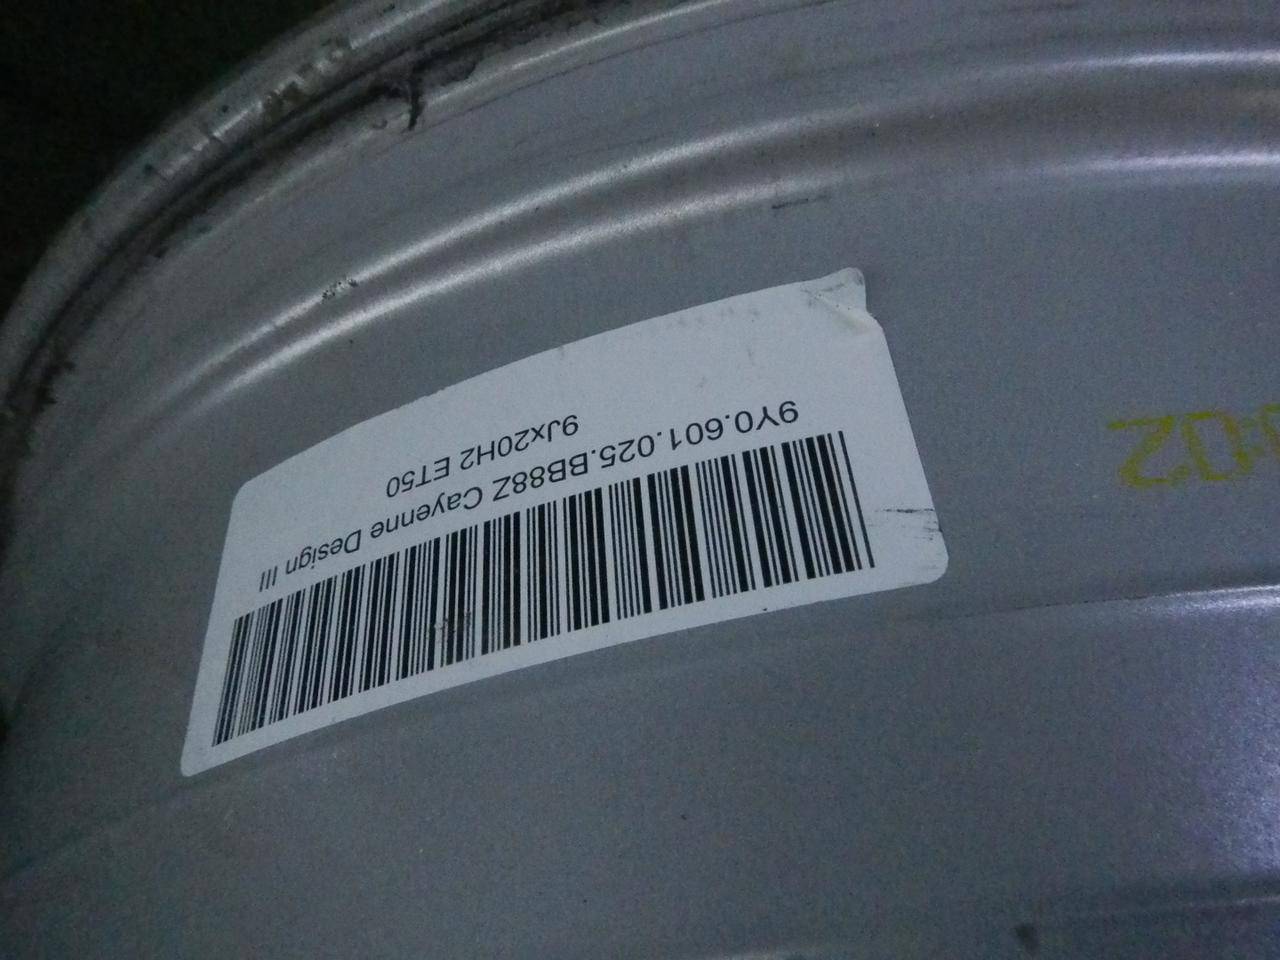 9Y0.601.025.BB88Z Cayenne Design III
9Jx20H2 ET50